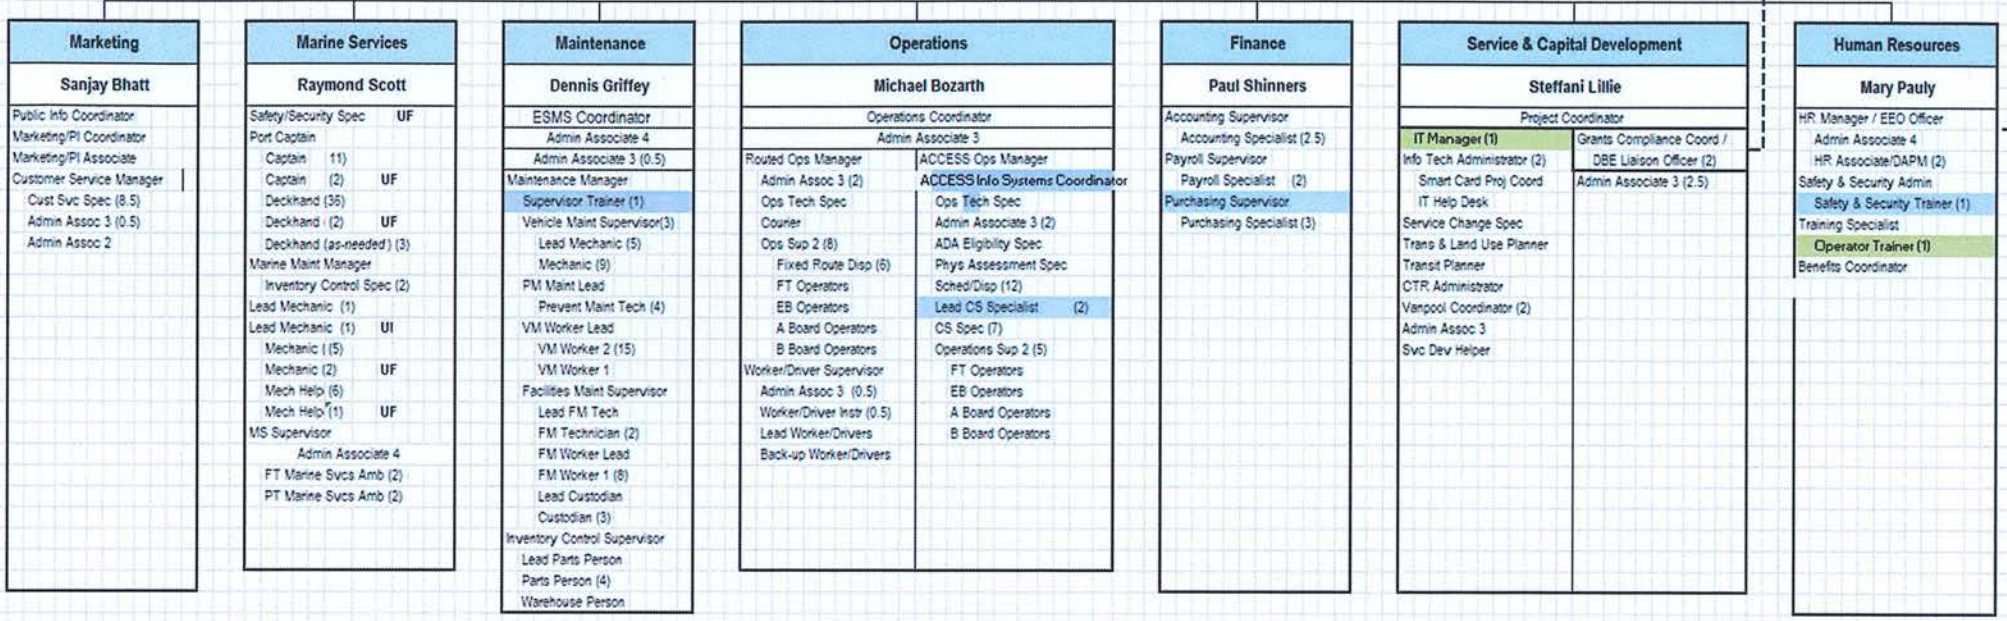 Marketing
Sanjay Bhatt
Public Info Coordinator
Marketing/PI Coordinator
Marketing/PI Associate
Customer Service Manager
Cust Svc Spec (8.5)
Admin Assoc 3 (0.5)
Admin Assoc 2
Marine Services
Raymond Scott
Safety/Security Spec UF
Port Captain
Captain 11)
Captain (2) UF
Deckhand (36)
Deckhand (2) UF
Deckhand (as-needed) (3)
Marine Maint Manager
Inventory Control Spec (2)
Lead Mechanic (1)
Lead Mechanic (1) UI
Mechanic ( (5)
Mechanic (2) UF
Mech Help (6)
Mech Help (1) UF
MS Supervisor
Admin Associate 4
FT Marine Svcs Amb (2)
PT Marine Svcs Amb (2)
Maintenance
Dennis Griffey
ESMS Coordinator
Admin Associate 4
Admin Associate 3 (0.5)
Maintenance Manager
Supervisor Trainer (1)
Vehicle Maint Supervisor(3)
Lead Mechanic (5)
Mechanic (9)
PM Maint Lead
Prevent Maint Tech (4)
VM Worker Lead
VM Worker 2 (15)
VM Worker 1
Facilities Maint Supervisor
Lead FM Tech
FM Technician (2)
FM Worker Lead
FM Worker 1 (8)
Lead Custodian
Custodian (3)
Inventory Control Supervisor
Lead Parts Person
Parts Person (4)
Warehouse Person
Operations
Michael Bozarth
Operations Coordinator
Admin Associate 3
Routed Ops Manager
Admin Assoc 3 (2)
Ops Tech Spec
Courier
Ops Sup 2 (8)
Fixed Route Disp (6)
FT Operators
EB Operators
A Board Operators
B Board Operators
Worker/Driver Supervisor
Admin Assoc 3 (0.5)
Worker/Driver Instr (0.5)
Lead Worker/Drivers
Back-up Worker/Drivers
ACCESS Ops Manager
ACCESS Info Systems Coordinator
Ops Tech Spec
Admin Associate 3 (2)
ADA Eligibility Spec
Phys Assessment Spec
Sched/Disp (12)
Lead CS Specialist (2)
CS Spec (7)
Operations Sup 2 (5)
FT Operators
EB Operators
A Board Operators
B Board Operators
Finance
Paul Shinners
Accounting Supervisor
Accounting Specialist (2.5)
Payroll Supervisor
Payroll Specialist (2)
Purchasing Supervisor
Purchasing Specialist (3)
Service & Capital Development
Steffani Lillie
Project Coordinator
IT Manager (1)
Info Tech Administrator (2)
Smart Card Proj Coord
IT Help Desk
Service Change Spec
Trans & Land Use Planner
Transit Planner
CTR Administrator
Vanpool Coordinator (2)
Admin Assoc 3
Svc Dev Helper
Grants Compliance Coord /
DBE Liaison Officer (2)
Admin Associate 3 (2.5)
Human Resources
Mary Pauly
HR Manager / EEO Officer
Admin Associate 4
HR Associate/DAPM (2)
Safety & Security Admin
Safety & Security Trainer (1)
Training Specialist
Operator Trainer (1)
Benefits Coordinator